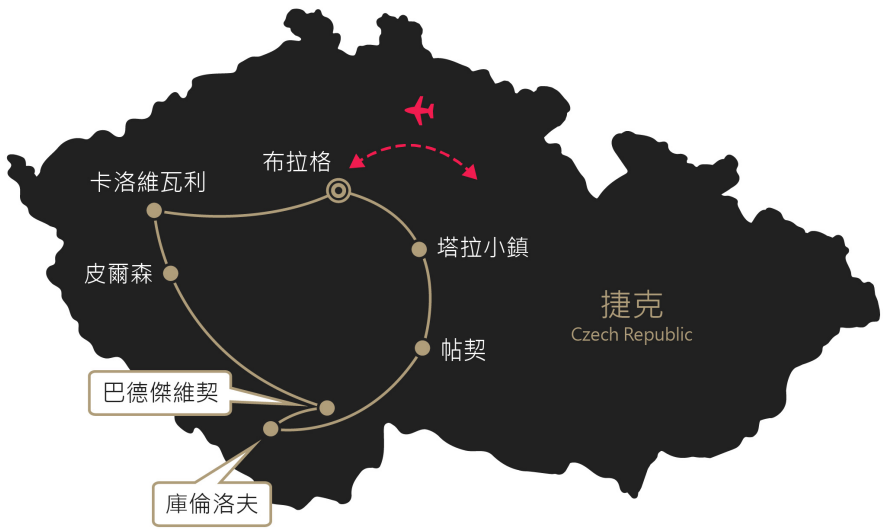 布拉格
卡洛維瓦利
塔拉小鎮
皮爾森
捷克
Czech Republic
帖契
巴德傑維契
庫倫洛夫